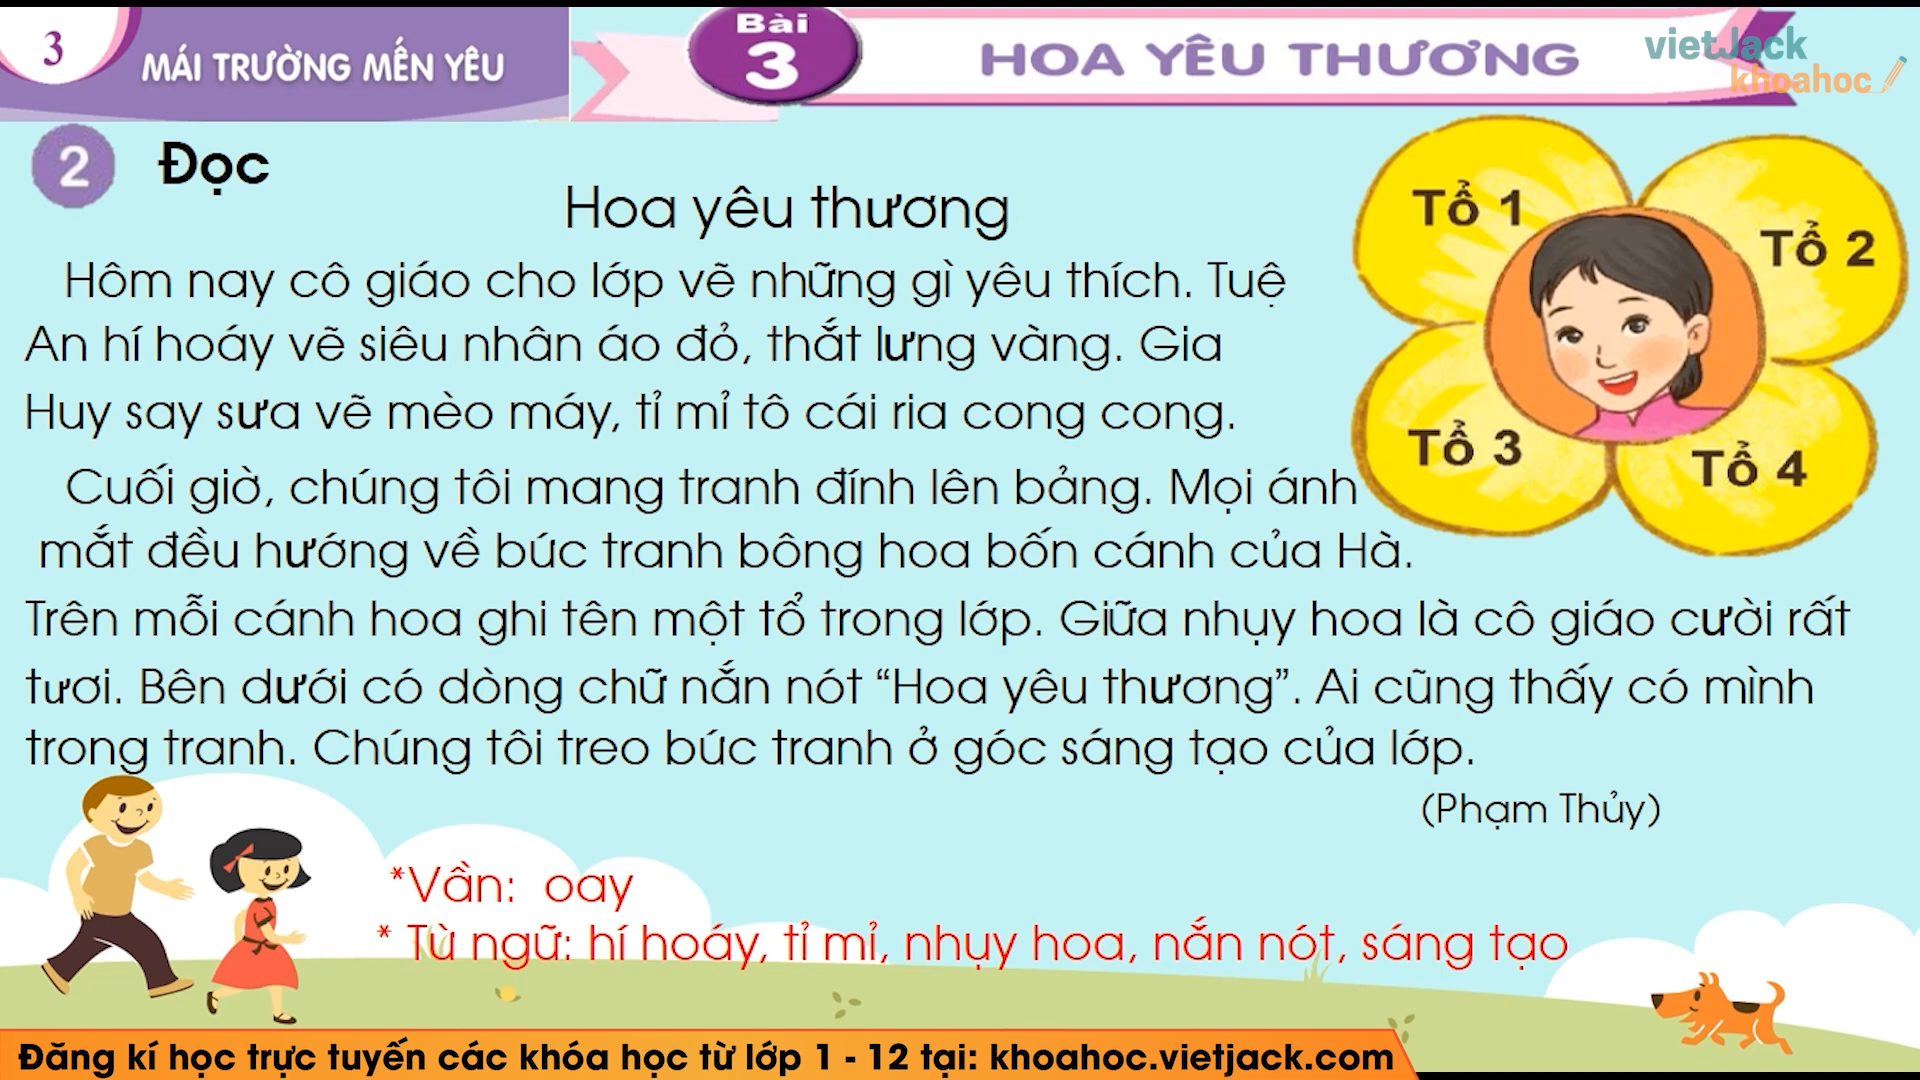 3
MÁI TRƯỜNG MẾN YÊU
Bài
3
HOA YÊU THƯƠNG
vietJack
khoahoc
2
Đọc
Hoa yêu thương
Hôm nay cô giáo cho lớp vẽ những gì yêu thích. Tuệ
An hí hoáy vẽ siêu nhân áo đỏ, thắt lưng vàng. Gia
Huy say sưa vẽ mèo máy, tỉ mỉ tô cái ria cong cong.
Cuối giờ, chúng tôi mang tranh đính lên bảng. Mọi ánh
mắt đều hướng về bức tranh bông hoa bốn cánh của Hà.
Trên mỗi cánh hoa ghi tên một tổ trong lớp. Giữa nhụy hoa là cô giáo cười rất
tươi. Bên dưới có dòng chữ nắn nót “Hoa yêu thương”. Ai cũng thấy có mình
trong tranh. Chúng tôi treo bức tranh ở góc sáng tạo của lớp.
(Phạm Thủy)
Tổ 1
Tổ 2
Tổ 3
Tổ 4
*Vần: oay
* Từ ngữ: hí hoáy, tỉ mỉ, nhụy hoa, nắn nót, sáng tạo
Đăng kí học trực tuyến các khóa học từ lớp 1 - 12 tại: khoahoc.vietjack.com